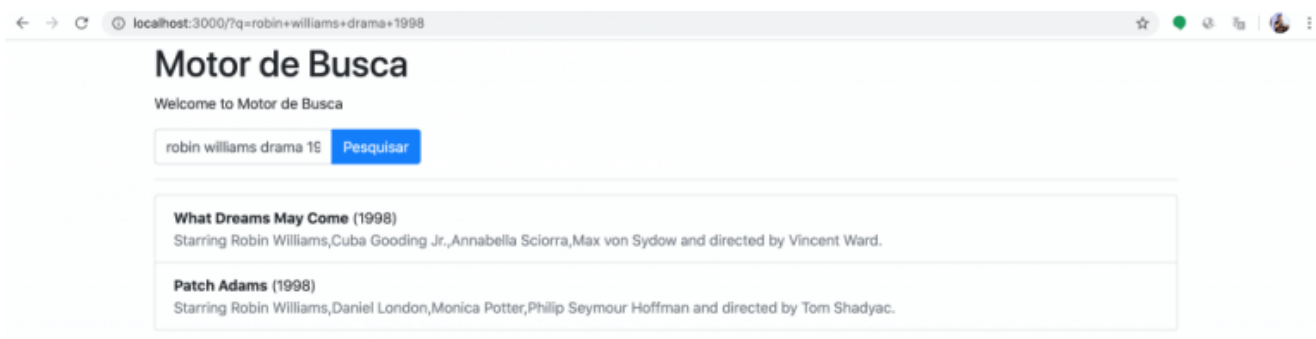 localhost:3000/?q=robin+williams+drama+1998
Motor de Busca
Welcome to Motor de Busca
robin williams drama 19 Pesquisar
What Dreams May Come (1998)
Starring Robin Williams,Cuba Gooding Jr.,Annabella Sciorra,Max von Sydow and directed by Vincent Ward.
Patch Adams (1998)
Starring Robin Williams,Daniel London,Monica Potter,Philip Seymour Hoffman and directed by Tom Shadyac.